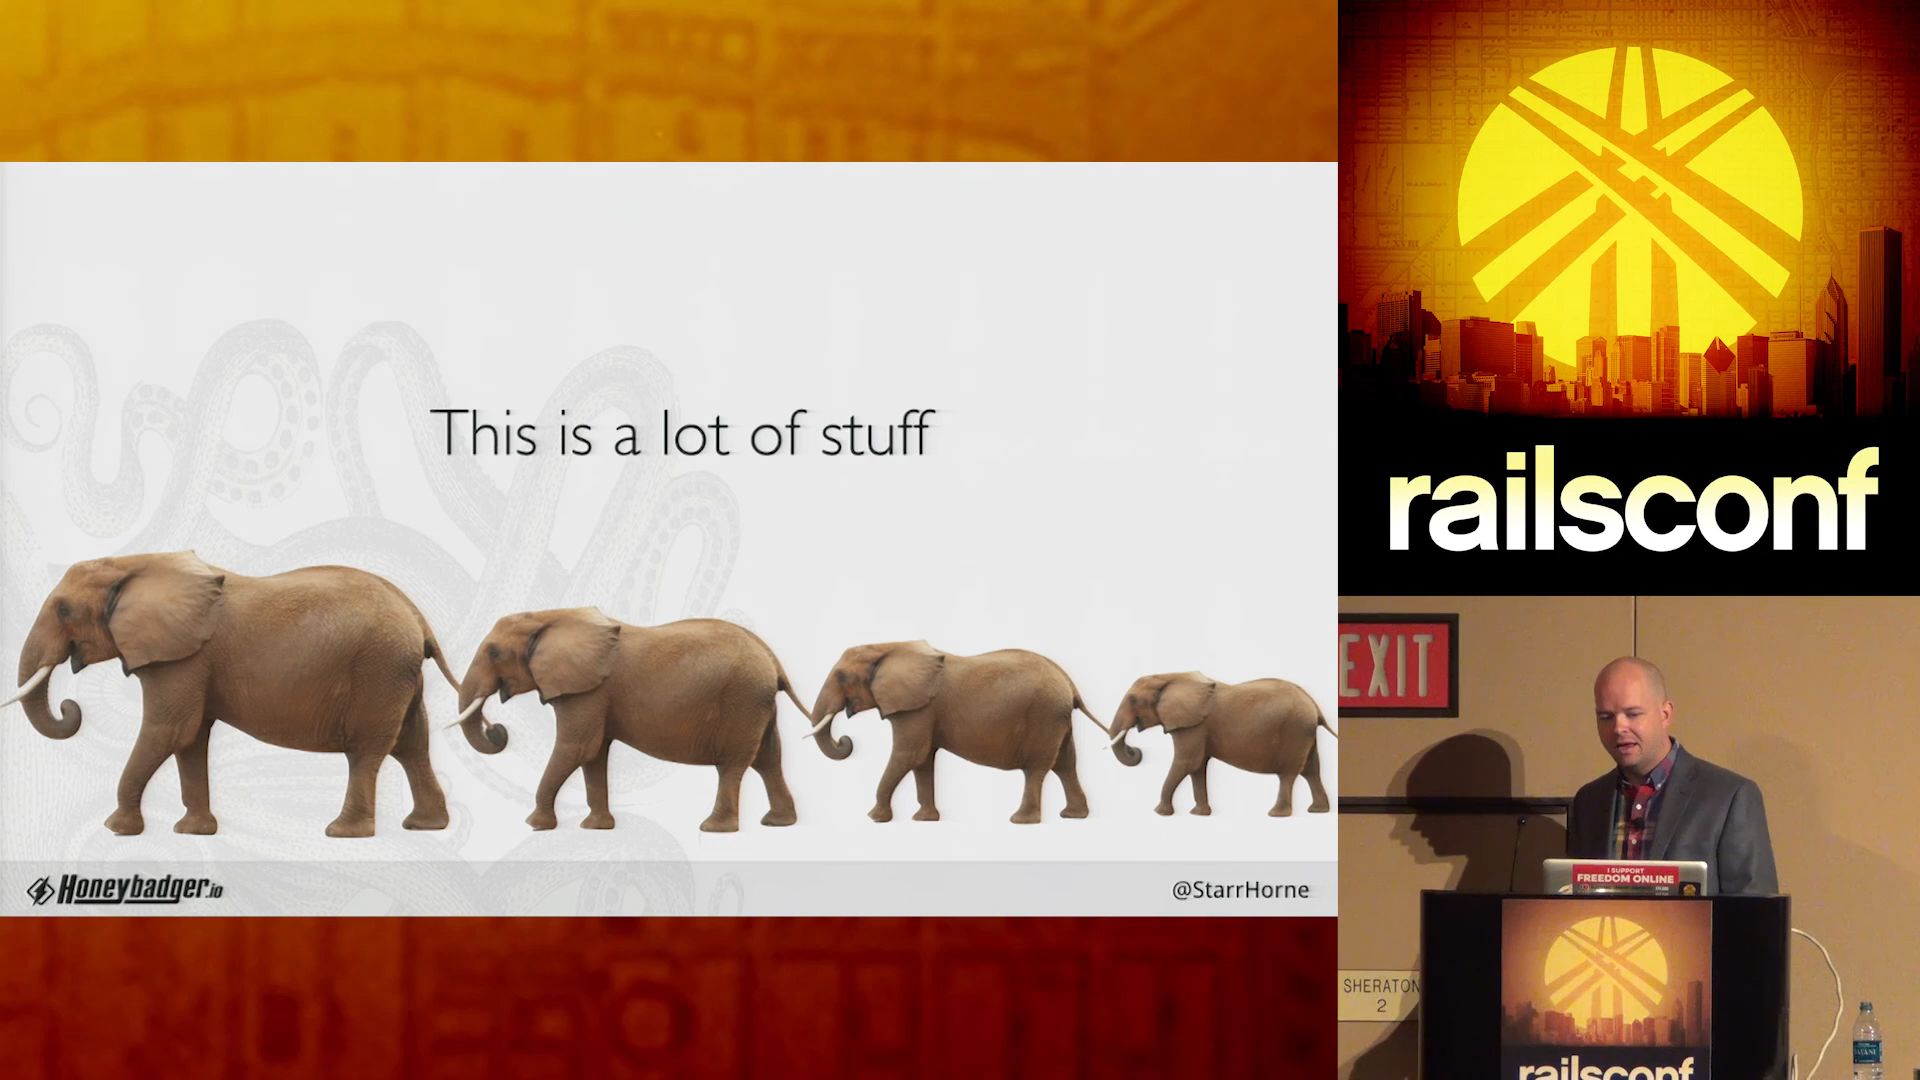 This is a lot of stuff
Honeybadger.io
@StarrHorne
railsconf
EXIT
I SUPPORT
FREEDOM ONLINE
SHERATON
2
railsconf